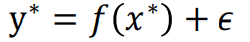 y* = f(x*) + ϵ